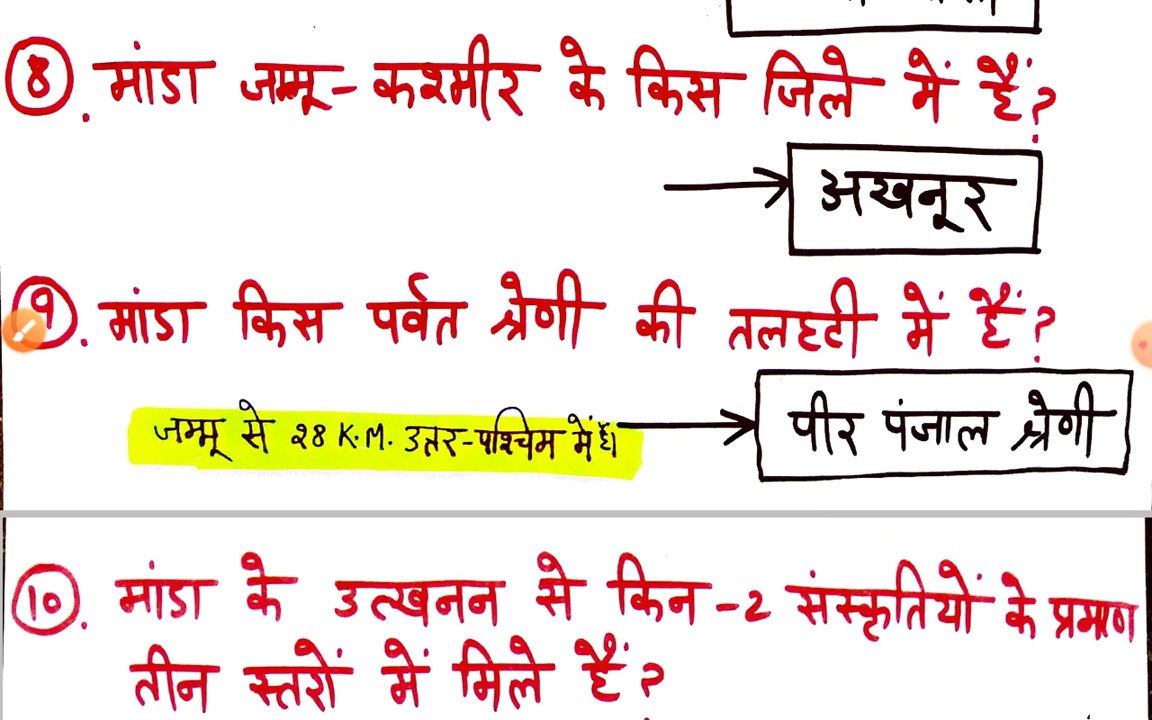 8. मांडा जम्मू-कश्मीर के किस जिले में हैं?
अखनूर
9. मांडा किस पर्वत श्रेणी की तलहटी में हैं?
जम्मू से 28 K.M. उत्तर-पश्चिम में है। पीर पंजाल श्रेणी
10. मांडा के उत्खनन से किन-2 संस्कृतियों के प्रमाण
तीन स्तरों में मिले हैं?